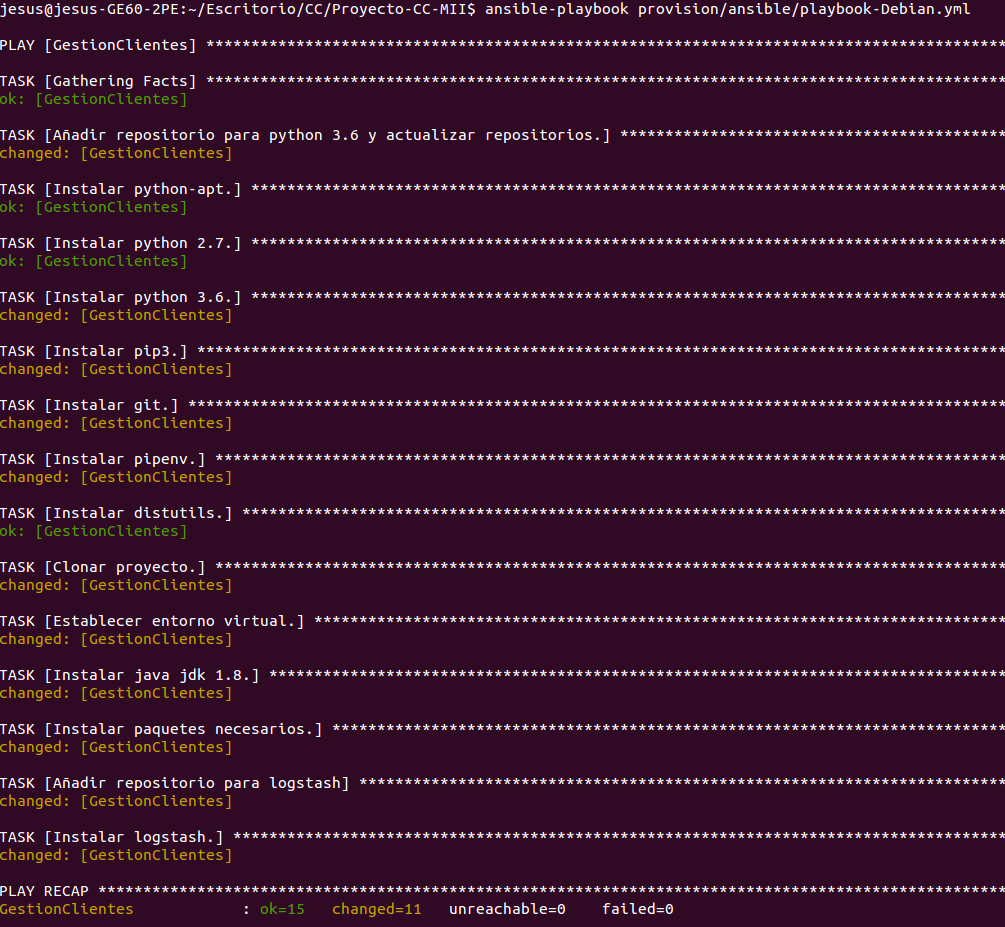 jesus@jesus-GE60-2PE:~/Escritorio/CC/Proyecto-CC-MII$ ansible-playbook provision/ansible/playbook-Debian.yml
PLAY [GestionClientes] *****************************************************************************************
TASK [Gathering Facts] *****************************************************************************************
ok: [GestionClientes]
TASK [Añadir repositorio para python 3.6 y actualizar repositorios.] *******************************************
changed: [GestionClientes]
TASK [Instalar python-apt.] ************************************************************************************
ok: [GestionClientes]
TASK [Instalar python 2.7.] ************************************************************************************
ok: [GestionClientes]
TASK [Instalar python 3.6.] ************************************************************************************
changed: [GestionClientes]
TASK [Instalar pip3.] ******************************************************************************************
changed: [GestionClientes]
TASK [Instalar git.] *******************************************************************************************
changed: [GestionClientes]
TASK [Instalar pipenv.] ****************************************************************************************
changed: [GestionClientes]
TASK [Instalar distutils.] *************************************************************************************
ok: [GestionClientes]
TASK [Clonar proyecto.] ****************************************************************************************
changed: [GestionClientes]
TASK [Establecer entorno virtual.] *****************************************************************************
changed: [GestionClientes]
TASK [Instalar java jdk 1.8.] **********************************************************************************
changed: [GestionClientes]
TASK [Instalar paquetes necesarios.] ***************************************************************************
changed: [GestionClientes]
TASK [Añadir repositorio para logstash] ************************************************************************
changed: [GestionClientes]
TASK [Instalar logstash.] **************************************************************************************
changed: [GestionClientes]
PLAY RECAP *****************************************************************************************************
GestionClientes : ok=15 changed=11 unreachable=0 failed=0